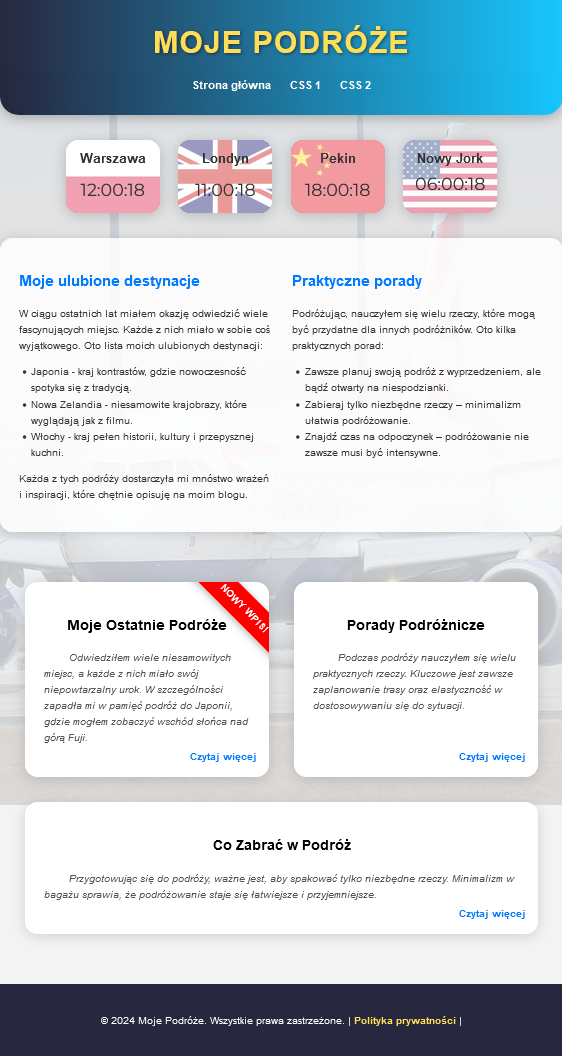 MOJE PODRÓŻE
Strona główna CSS 1 CSS 2
Warszawa
12:00:18
Londyn
11:00:18
Pekin
18:00:18
Nowy Jork
06:00:18
Moje ulubione destynacje
W ciągu ostatnich lat miałem okazję odwiedzić wiele
fascynujących miejsc. Każde z nich miało w sobie coś
wyjątkowego. Oto lista moich ulubionych destynacji:
• Japonia - kraj kontrastów, gdzie nowoczesność
spotyka się z tradycją.
• Nowa Zelandia - niesamowite krajobrazy, które
wyglądają jak z filmu.
• Włochy - kraj pełen historii, kultury i przepysznej
kuchni.
Każda z tych podróży dostarczyła mi mnóstwo wrażeń
i inspiracji, które chętnie opisuję na moim blogu.
Praktyczne porady
Podróżując, nauczyłem się wielu rzeczy, które mogą
być przydatne dla innych podróżników. Oto kilka
praktycznych porad:
• Zawsze planuj swoją podróż z wyprzedzeniem, ale
bądź otwarty na niespodzianki.
• Zabieraj tylko niezbędne rzeczy – minimalizm
ułatwia podróżowanie.
• Znajdź czas na odpoczynek – podróżowanie nie
zawsze musi być intensywne.
NOWY WPIS!
Moje Ostatnie Podróże
Odwiedziłem wiele niesamowitych
miejsc, a każde z nich miało swój
niepowtarzalny urok. W szczególności
zapadła mi w pamięć podróż do Japonii,
gdzie mogłem zobaczyć wschód słońca nad
górą Fuji.
Czytaj więcej
Porady Podróżnicze
Podczas podróży nauczyłem się wielu
praktycznych rzeczy. Kluczowe jest zawsze
zaplanowanie trasy oraz elastyczność w
dostosowywaniu się do sytuacji.
Czytaj więcej
Co Zabrać w Podróż
Przygotowując się do podróży, ważne jest, aby spakować tylko niezbędne rzeczy. Minimalizm w
bagażu sprawia, że podróżowanie staje się łatwiejsze i przyjemniejsze.
Czytaj więcej
© 2024 Moje Podróże. Wszystkie prawa zastrzeżone. | Polityka prywatności |